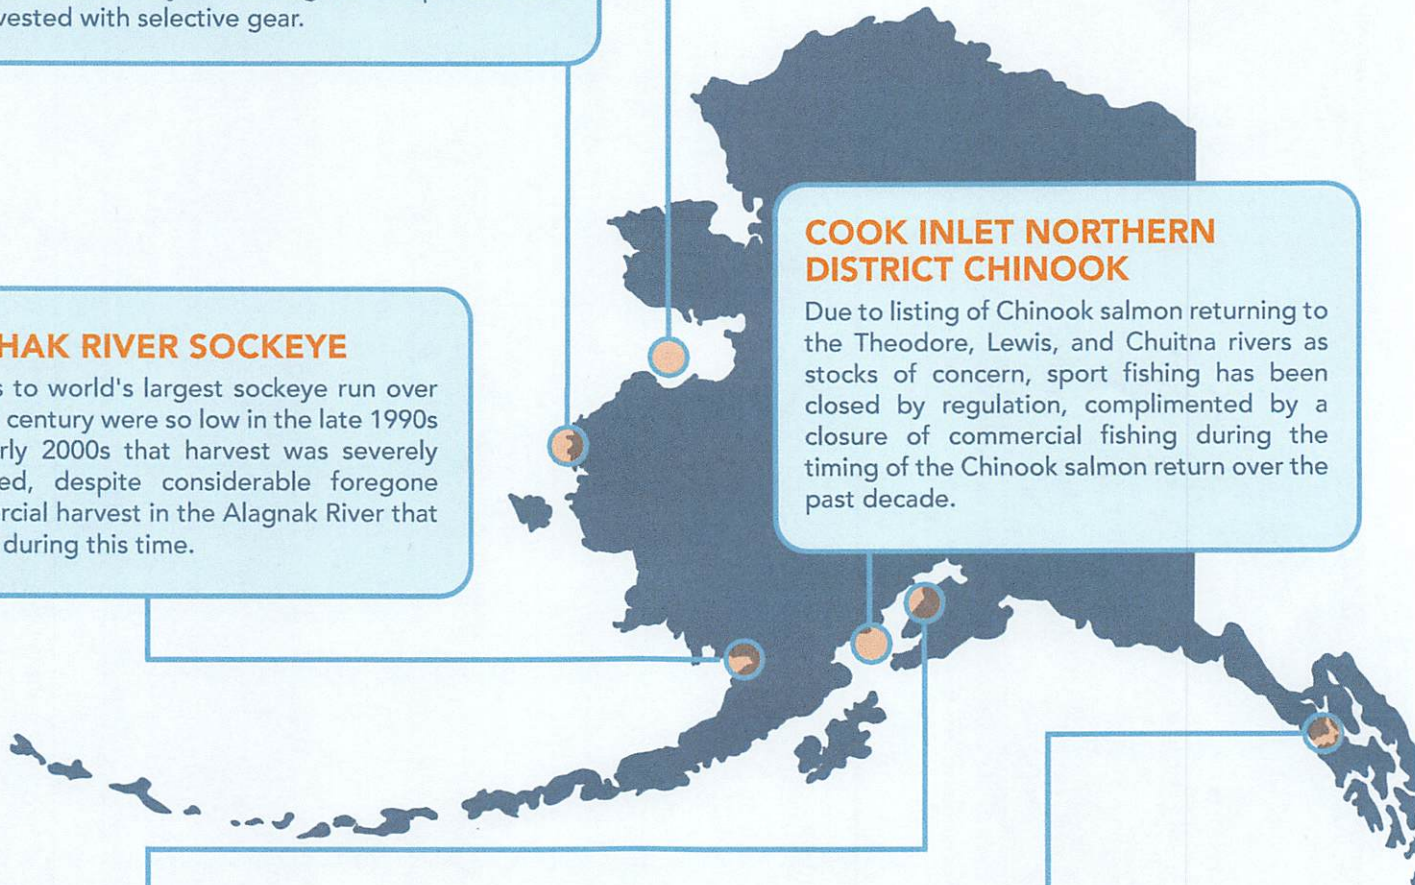 vested with selective gear.
HAK RIVER SOCKEYE
s to world's largest sockeye run over
century were so low in the late 1990s
rly 2000s that harvest was severely
ed, despite considerable foregone
rcial harvest in the Alagnak River that
during this time.
COOK INLET NORTHERN
DISTRICT CHINOOK
Due to listing of Chinook salmon returning to
the Theodore, Lewis, and Chuitna rivers as
stocks of concern, sport fishing has been
closed by regulation, complimented by a
closure of commercial fishing during the
timing of the Chinook salmon return over the
past decade.